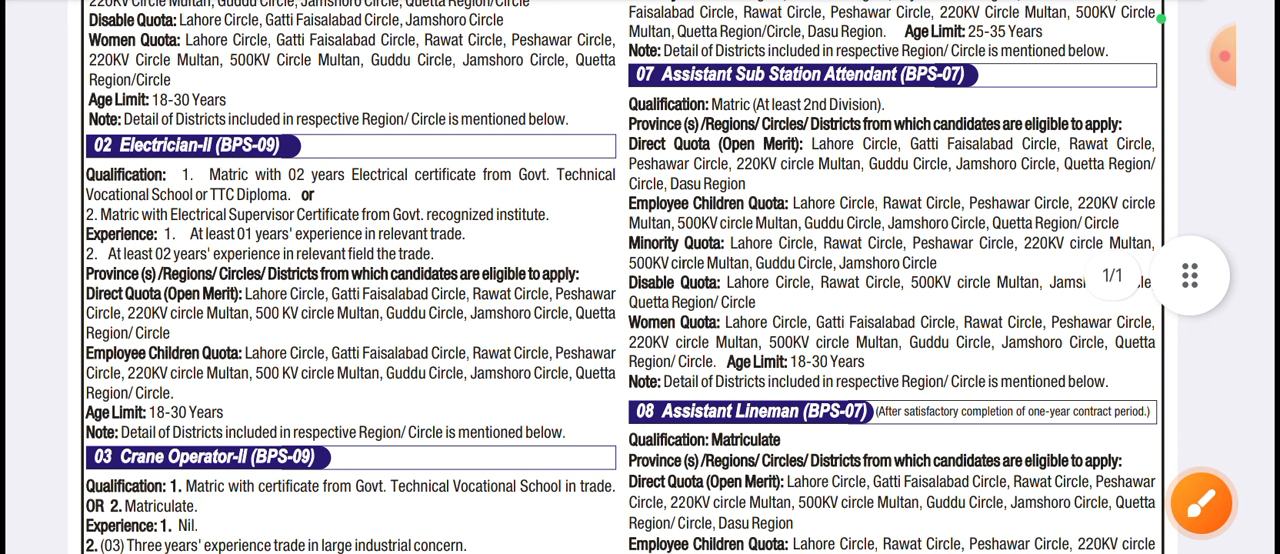 220KV Circle Multan, Guddu Circle, Jamshoro Circle, Quetta Region/Circle
Disable Quota: Lahore Circle, Gatti Faisalabad Circle, Jamshoro Circle
Women Quota: Lahore Circle, Gatti Faisalabad Circle, Rawat Circle, Peshawar Circle,
220KV Circle Multan, 500KV Circle Multan, Guddu Circle, Jamshoro Circle, Quetta
Region/Circle
Age Limit: 18-30 Years
Note: Detail of Districts included in respective Region/ Circle is mentioned below.
02 Electrician-II (BPS-09)
Qualification: 1. Matric with 02 years Electrical certificate from Govt. Technical
Vocational School or TTC Diploma. or
2. Matric with Electrical Supervisor Certificate from Govt. recognized institute.
Experience: 1. At least 01 years' experience in relevant trade.
2. At least 02 years' experience in relevant field the trade.
Province (s) /Regions/ Circles/ Districts from which candidates are eligible to apply:
Direct Quota (Open Merit): Lahore Circle, Gatti Faisalabad Circle, Rawat Circle, Peshawar
Circle, 220KV circle Multan, 500 KV circle Multan, Guddu Circle, Jamshoro Circle, Quetta
Region/ Circle
Employee Children Quota: Lahore Circle, Gatti Faisalabad Circle, Rawat Circle, Peshawar
Circle, 220KV circle Multan, 500 KV circle Multan, Guddu Circle, Jamshoro Circle, Quetta
Region/ Circle.
Age Limit: 18-30 Years
Note: Detail of Districts included in respective Region/ Circle is mentioned below.
03 Crane Operator-II (BPS-09)
Qualification: 1. Matric with certificate from Govt. Technical Vocational School in trade.
OR 2. Matriculate.
Experience: 1. Nil.
2. (03) Three years' experience trade in large industrial concern.
Faisalabad Circle, Rawat Circle, Peshawar Circle, 220KV Circle Multan, 500KV Circle
Multan, Quetta Region/Circle, Dasu Region. Age Limit: 25-35 Years
Note: Detail of Districts included in respective Region/ Circle is mentioned below.
07 Assistant Sub Station Attendant (BPS-07)
Qualification: Matric (At least 2nd Division).
Province (s) /Regions/ Circles/ Districts from which candidates are eligible to apply:
Direct Quota (Open Merit): Lahore Circle, Gatti Faisalabad Circle, Rawat Circle,
Peshawar Circle, 220KV circle Multan, Guddu Circle, Jamshoro Circle, Quetta Region/
Circle, Dasu Region
Employee Children Quota: Lahore Circle, Rawat Circle, Peshawar Circle, 220KV circle
Multan, 500KV circle Multan, Guddu Circle, Jamshoro Circle, Quetta Region/ Circle
Minority Quota: Lahore Circle, Rawat Circle, Peshawar Circle, 220KV circle Multan,
500KV circle Multan, Guddu Circle, Jamshoro Circle
Disable Quota: Lahore Circle, Rawat Circle, 500KV circle Multan,
Quetta Region/ Circle
Women Quota: Lahore Circle, Gatti Faisalabad Circle, Rawat Circle, Peshawar Circle,
220KV circle Multan, 500KV circle Multan, Guddu Circle, Jamshoro Circle, Quetta
Region/ Circle. Age Limit: 18-30 Years
Note: Detail of Districts included in respective Region/ Circle is mentioned below.
08 Assistant Lineman (BPS-07) (After satisfactory completion of one-year contract period.)
Qualification: Matriculate
Province (s) /Regions/ Circles/ Districts from which candidates are eligible to apply:
Direct Quota (Open Merit): Lahore Circle, Gatti Faisalabad Circle, Rawat Circle, Peshawar
Circle, 220KV circle Multan, 500KV circle Multan, Guddu Circle, Jamshoro Circle, Quetta
Region/ Circle, Dasu Region
Employee Children Quota: Lahore Circle, Rawat Circle, Peshawar Circle, 220KV circle
1/1